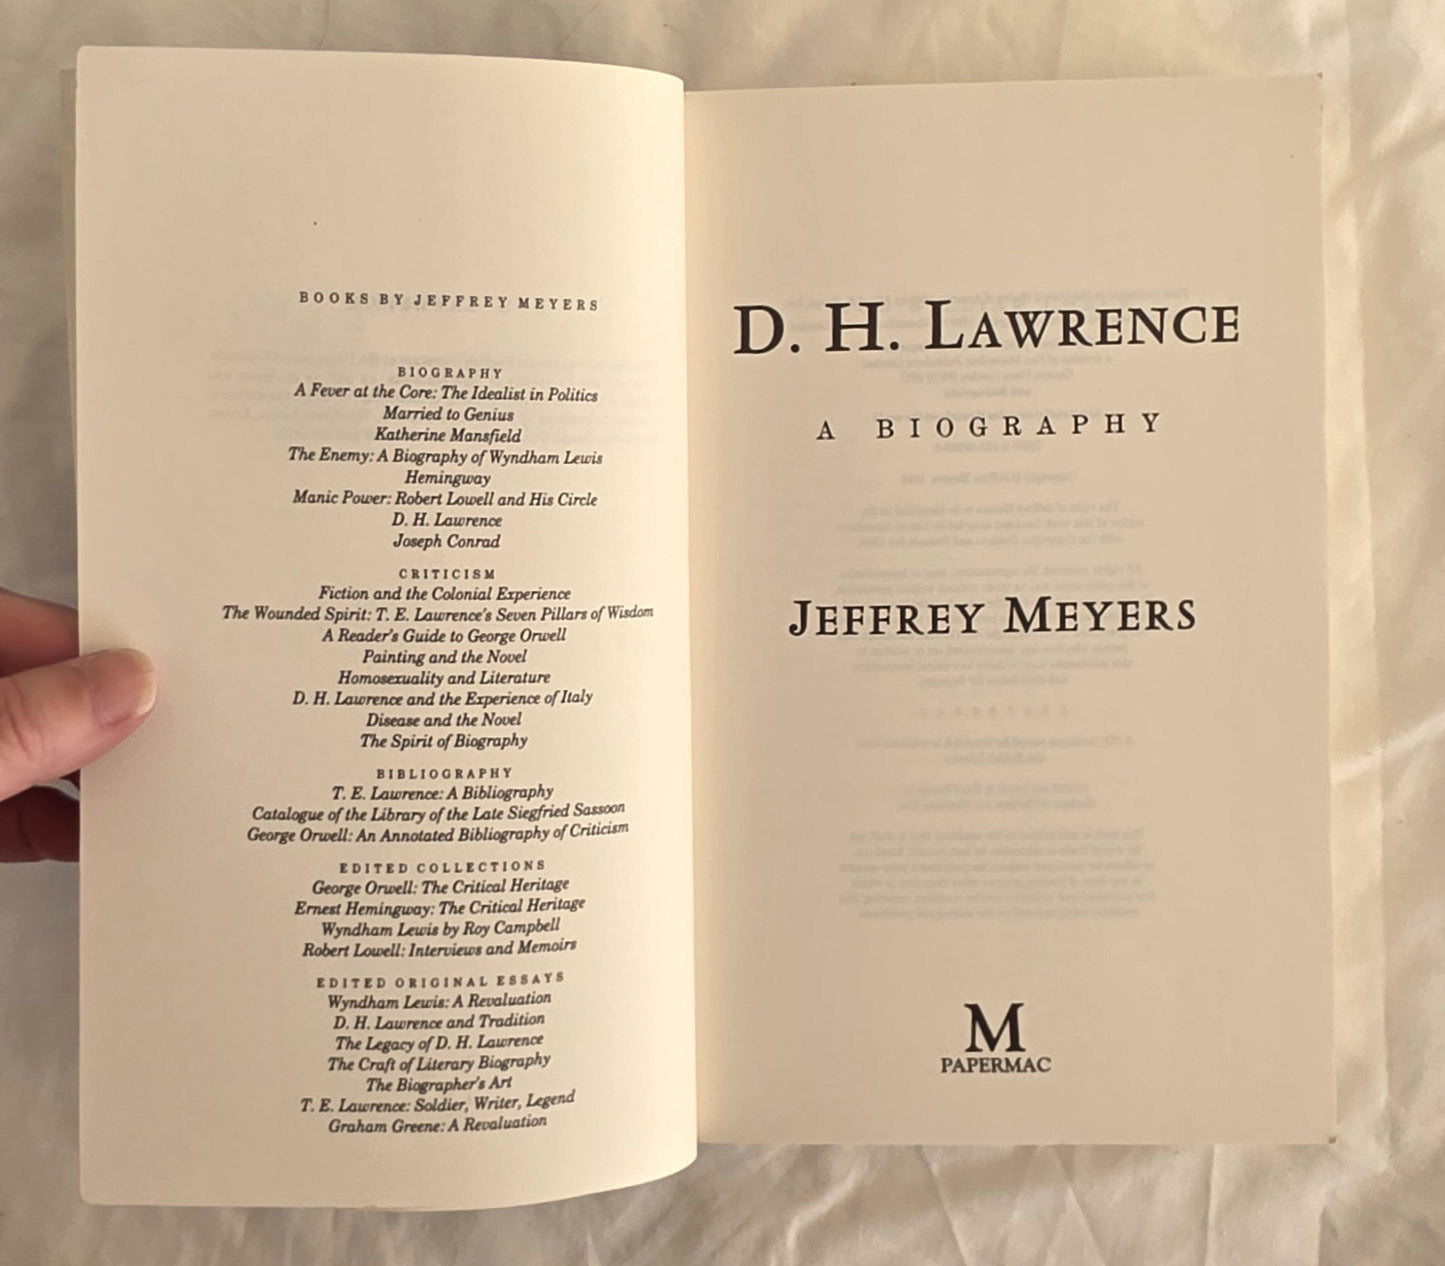 BOOKS BY JEFFREY MEYERS
BIOGRAPHY
A Fever at the Core: The Idealist in Politics
Married to Genius
Katherine Mansfield
The Enemy: A Biography of Wyndham Lewis
Hemingway
Manic Power: Robert Lowell and His Circle
D. H. Lawrence
Joseph Conrad
CRITICISM
Fiction and the Colonial Experience
The Wounded Spirit: T. E. Lawrence's Seven Pillars of Wisdom
A Reader's Guide to George Orwell
Painting and the Novel
Homosexuality and Literature
D. H. Lawrence and the Experience of Italy
Disease and the Novel
The Spirit of Biography
BIBLIOGRAPHY
T. E. Lawrence: A Bibliography
Catalogue of the Library of the Late Siegfried Sassoon
George Orwell: An Annotated Bibliography of Criticism
EDITED COLLECTIONS
George Orwell: The Critical Heritage
Ernest Hemingway: The Critical Heritage
Wyndham Lewis by Roy Campbell
Robert Lowell: Interviews and Memoirs
EDITED ORIGINAL ESSAYS
Wyndham Lewis: A Revaluation
D. H. Lawrence and Tradition
The Legacy of D. H. Lawrence
The Craft of Literary Biography
The Biographer's Art
T. E. Lawrence: Soldier, Writer, Legend
Graham Greene: A Revaluation
D. H. LAWRENCE
A BIOGRAPHY
JEFFREY MEYERS
M
PAPERMAC